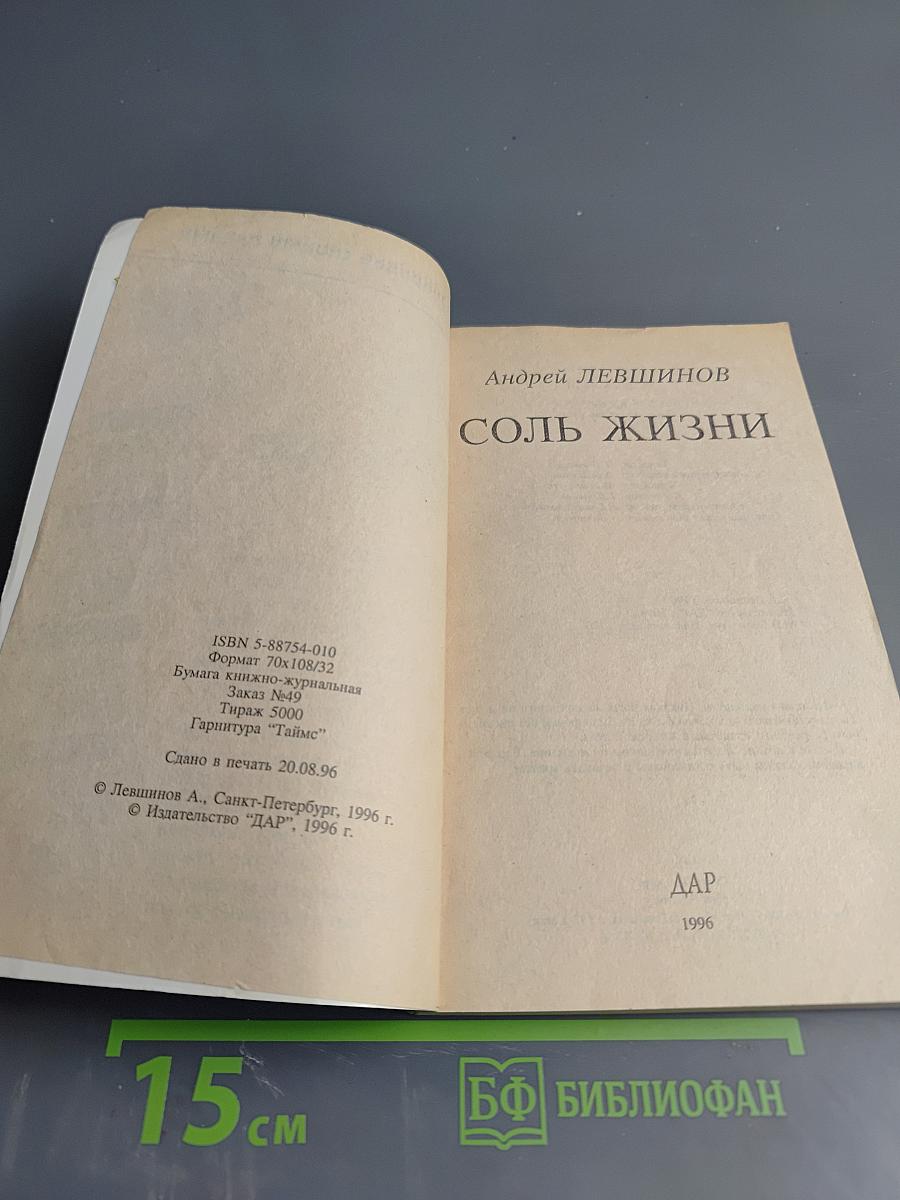 ISBN 5-88754-010
Формат 70х108/32
Бумага книжно-журнальная
Заказ №49
Тираж 5000
Гарнитура "Таймс"
Сдано в печать 20.08.96
© Левшинов А., Санкт-Петербург, 1996 г.
© Издательство "ДАР", 1996 г.
Андрей ЛЕВШИНОВ
СОЛЬ ЖИЗНИ
ДАР
1996
15 см
БФ БИБЛИОФАН